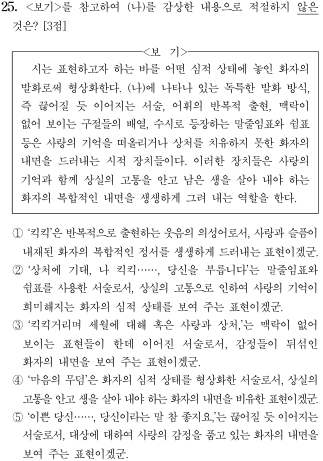 25. <보기>를 참고하여 (나)를 감상한 내용으로 적절하지 않은
것은? [3점]
<보 기>
시는 표현하고자 하는 바를 어떤 심적 상태에 놓인 화자의
발화로써 형상화한다. (나)에 나타나 있는 독특한 발화 방식,
즉 끊어질 듯 이어지는 서술, 어휘의 반복적 출현, 맥락이
없어 보이는 구절들의 배열, 수시로 등장하는 말줄임표와 쉼표
등은 사랑의 기억을 떠올리거나 상처를 치유하지 못한 화자의
내면을 드러내는 시적 장치들이다. 이러한 장치들은 사랑의
기억과 함께 상실의 고통을 안고 남은 생을 살아 내야 하는
화자의 복합적인 내면을 생생하게 그려 내는 역할을 한다.
① ‘킥킥’은 반복적으로 출현하는 웃음의 의성어로서, 사랑과 슬픔이
내재된 화자의 복합적인 정서를 생생하게 드러내는 표현이겠군.
② ‘상처에 기대, 나 킥킥……, 당신을 부릅니다’는 말줄임표와
쉼표를 사용한 서술로서, 상실의 고통으로 인하여 사랑의 기억이
희미해지는 화자의 심적 상태를 보여 주는 표현이겠군.
③ ‘킥킥거리며 세월에 대해 혹은 사랑과 상처,’는 맥락이 없어
보이는 표현들이 한데 이어진 서술로서, 감정들이 뒤섞인
화자의 내면을 보여 주는 표현이겠군.
④ ‘마음의 무덤’은 화자의 심적 상태를 형상화한 서술로서, 상실의
고통을 안고 생을 살아 내야 하는 화자의 내면을 비유한 표현이겠군.
⑤ ‘이쁜 당신……, 당신이라는 말 참 좋지요,’는 끊어질 듯 이어지는
서술로서, 대상에 대하여 사랑의 감정을 품고 있는 화자의 내면을
보여 주는 표현이겠군.